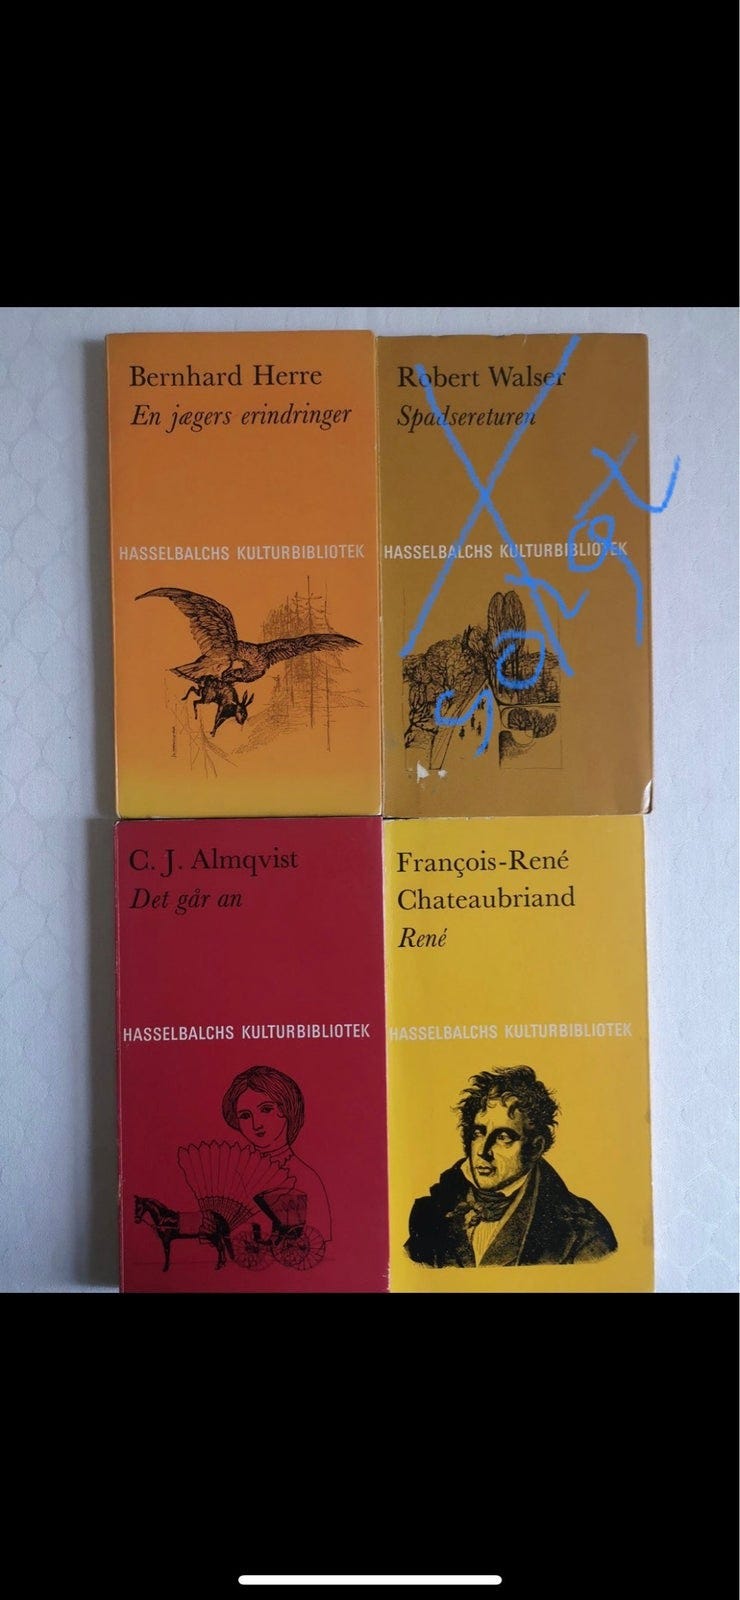 Bernhard Herre
En jægers erindringer
HASSELBALCHS KULTURBIBLIOTEK
Robert Walser
Spadsereturen
HASSELBALCHS KULTURBIBLIOTEK
solgt
C. J. Almqvist
Det går an
HASSELBALCHS KULTURBIBLIOTEK
François-René
Chateaubriand
René
HASSELBALCHS KULTURBIBLIOTEK